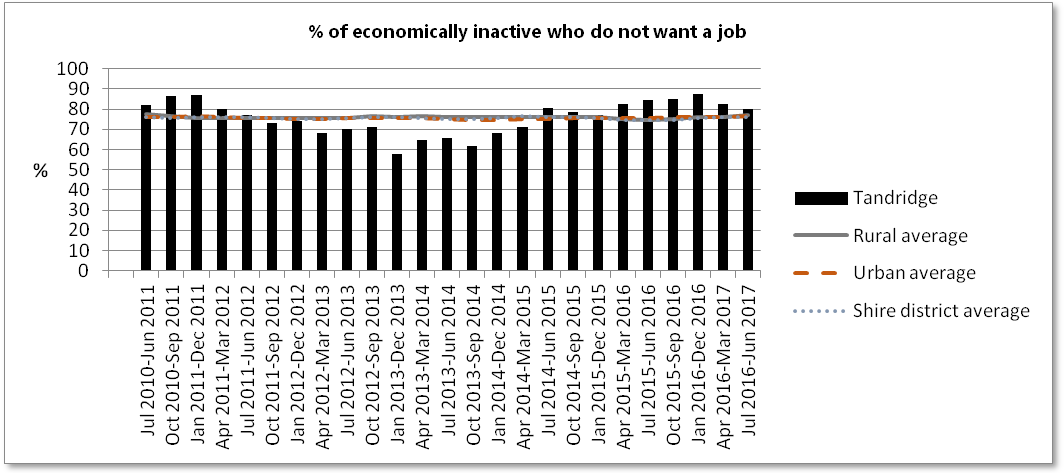 % of economically inactive who do not want a job
100
90
80
70
60
50
40
30
20
10
0
%
Jul 2010-Jun 2011
Oct 2010-Sep 2011
Jan 2011-Dec 2011
Apr 2011-Mar 2012
Jul 2011-Jun 2012
Oct 2011-Sep 2012
Jan 2012-Dec 2012
Apr 2012-Mar 2013
Jul 2012-Jun 2013
Oct 2012-Sep 2013
Jan 2013-Dec 2013
Apr 2013-Mar 2014
Jul 2013-Jun 2014
Oct 2013-Sep 2014
Jan 2014-Dec 2014
Apr 2014-Mar 2015
Jul 2014-Jun 2015
Oct 2014-Sep 2015
Jan 2015-Dec 2015
Apr 2015-Mar 2016
Jul 2015-Jun 2016
Oct 2015-Sep 2016
Jan 2016-Dec 2016
Apr 2016-Mar 2017
Jul 2016-Jun 2017
Tandridge
Rural average
Urban average
Shire district average